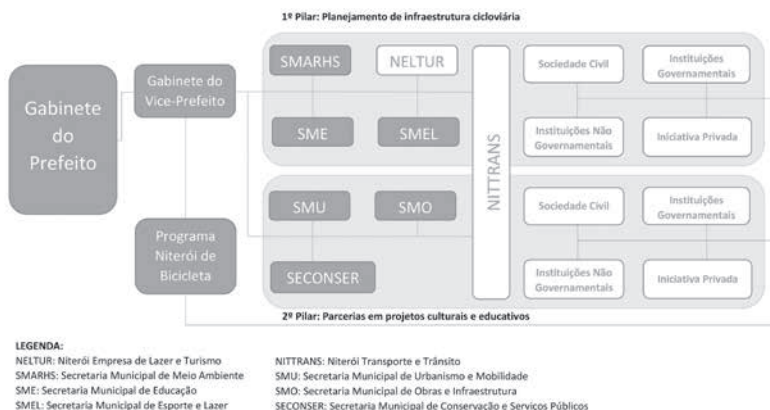 1º Pilar: Planejamento de infraestrutura cicloviária
Gabinete
do
Prefeito
Gabinete do
Vice-Prefeito
Programa
Niterói de
Bicicleta
SMARHS
NELTUR
SME
SMEL
NITTRANS
Sociedade Civil
Instituições
Governamentais
Instituições Não
Governamentais
Iniciativa Privada
SMU
SMO
SECONSER
Sociedade Civil
Instituições
Governamentais
Instituições Não
Governamentais
Iniciativa Privada
2º Pilar: Parcerias em projetos culturais e educativos
LEGENDA:
NELTUR: Niterói Empresa de Lazer e Turismo
SMARHS: Secretaria Municipal de Meio Ambiente
SME: Secretaria Municipal de Educação
SMEL: Secretaria Municipal de Esporte e Lazer
NITTRANS: Niterói Transporte e Trânsito
SMU: Secretaria Municipal de Urbanismo e Mobilidade
SMO: Secretaria Municipal de Obras e Infraestrutura
SECONSER: Secretaria Municipal de Conservação e Serviços Públicos